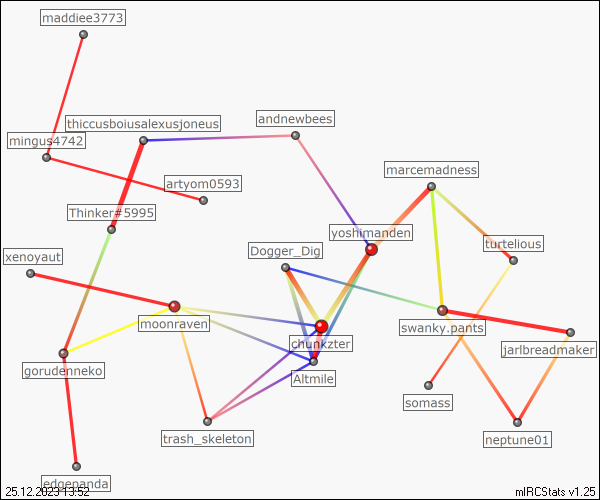 maddiee3773
thiccusboiusalexusjoneus
andnewbees
mingus4742
marcemadness
artyom0593
Thinker#5995
yoshimanden
Dogger_Dig
turtelious
xenoyaut
moonraven
swanky.pants
chunkzter
jarlbreadmaker
gorudenneko
Altmile
somass
trash_skeleton
neptune01
edgepanda
25.12.2023 13:52
mIRCStats v1.25